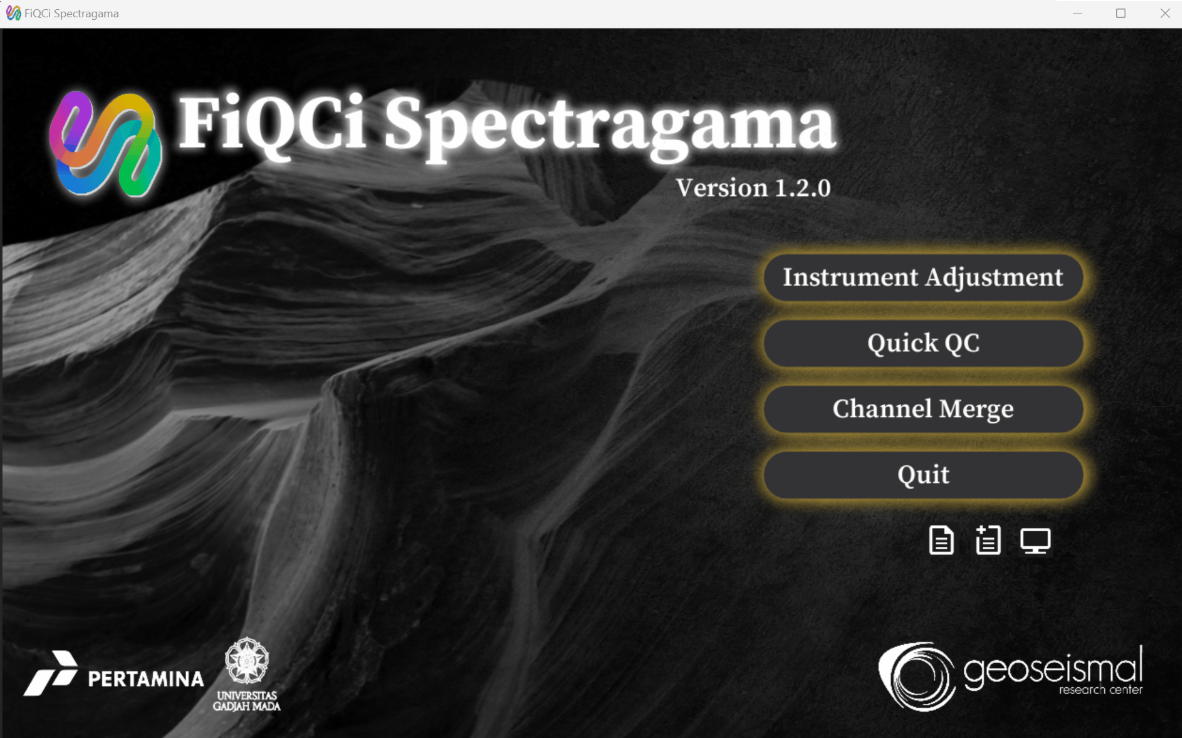 FiQCi Spectragama
FiQCi Spectragama
Version 1.2.0
Instrument Adjustment
Quick QC
Channel Merge
Quit
PERTAMINA
UNIVERSITAS
GADJAH MADA
geoseismal
research center